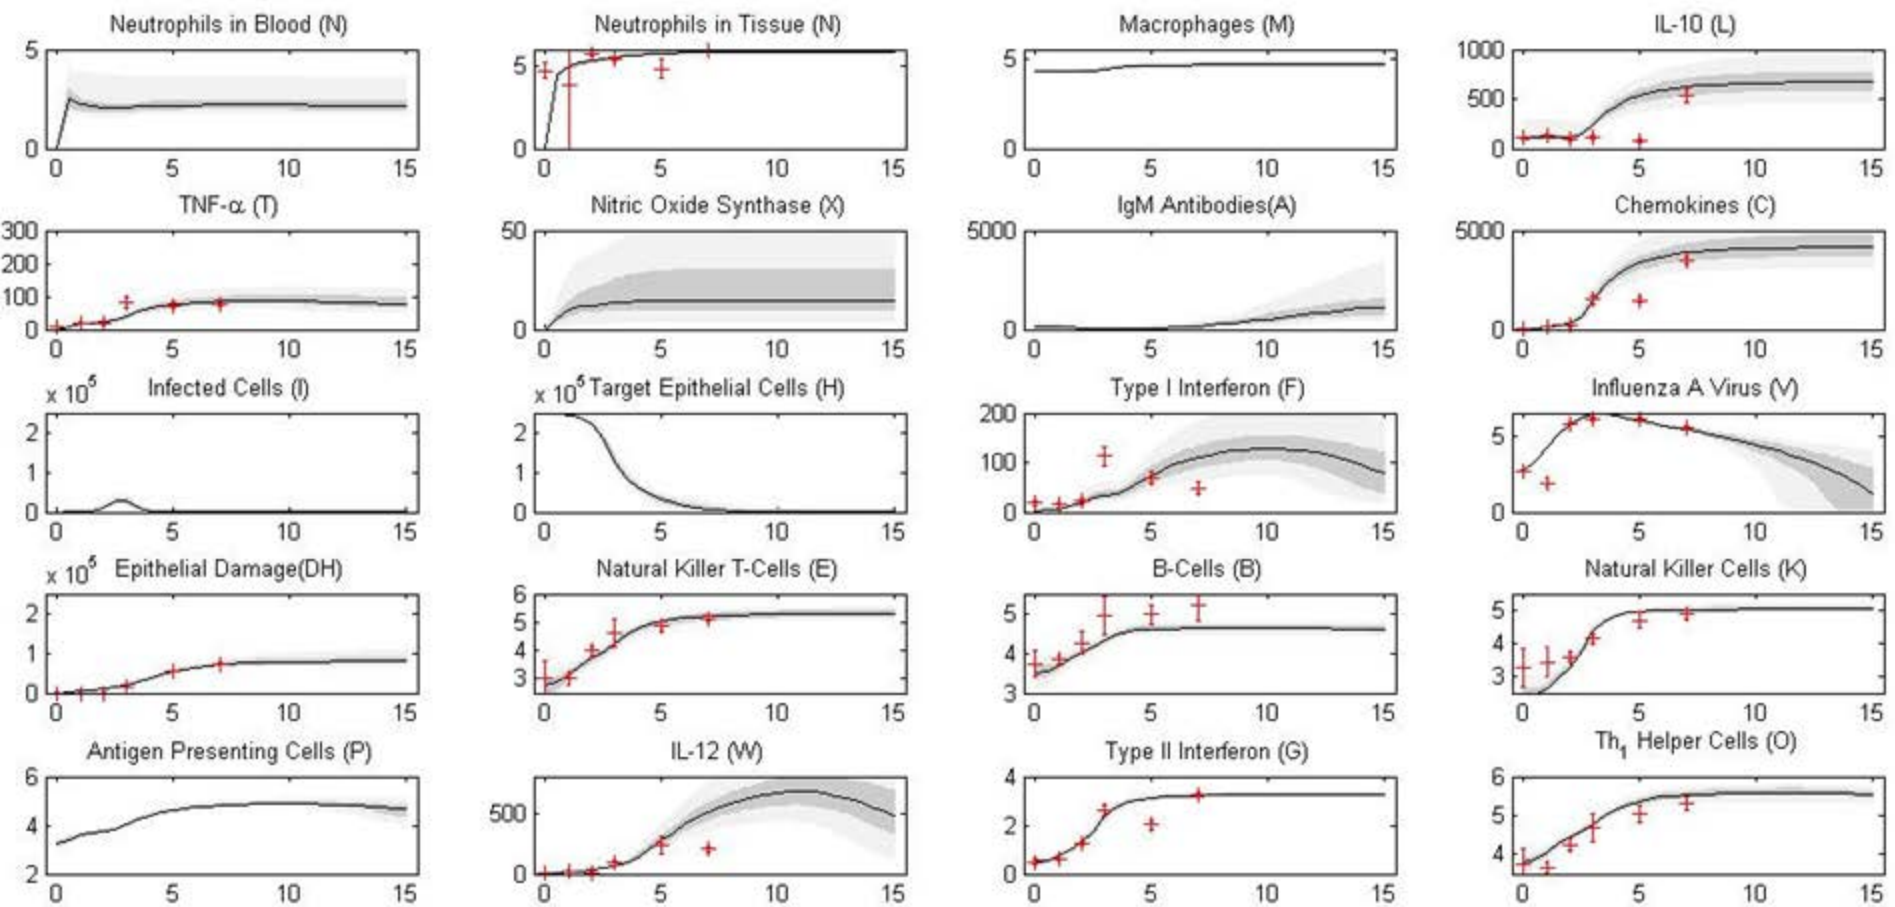 Neutrophils in Blood (N)
5
0
0 5 10 15
Neutrophils in Tissue (N)
5
0
0 5 10 15
Macrophages (M)
5
0
0 5 10 15
IL-10 (L)
1000
500
0
0 5 10 15
TNF-α (T)
300
200
100
0
0 5 10 15
Nitric Oxide Synthase (X)
50
0
0 5 10 15
IgM Antibodies(A)
5000
0
0 5 10 15
Chemokines (C)
5000
0
0 5 10 15
x 10⁵ Infected Cells (I)
2
1
0
0 5 10 15
x 10⁵ Target Epithelial Cells (H)
2
1
0
0 5 10 15
Type I Interferon (F)
200
100
0
0 5 10 15
Influenza A Virus (V)
5
0
0 5 10 15
x 10⁵ Epithelial Damage(DH)
2
1
0
0 5 10 15
Natural Killer T-Cells (E)
6
5
4
3
0 5 10 15
B-Cells (B)
5
4
3
0 5 10 15
Natural Killer Cells (K)
5
4
3
0 5 10 15
Antigen Presenting Cells (P)
6
4
2
0 5 10 15
IL-12 (W)
500
0
0 5 10 15
Type II Interferon (G)
4
2
0
0 5 10 15
Th₁ Helper Cells (O)
6
5
4
0 5 10 15